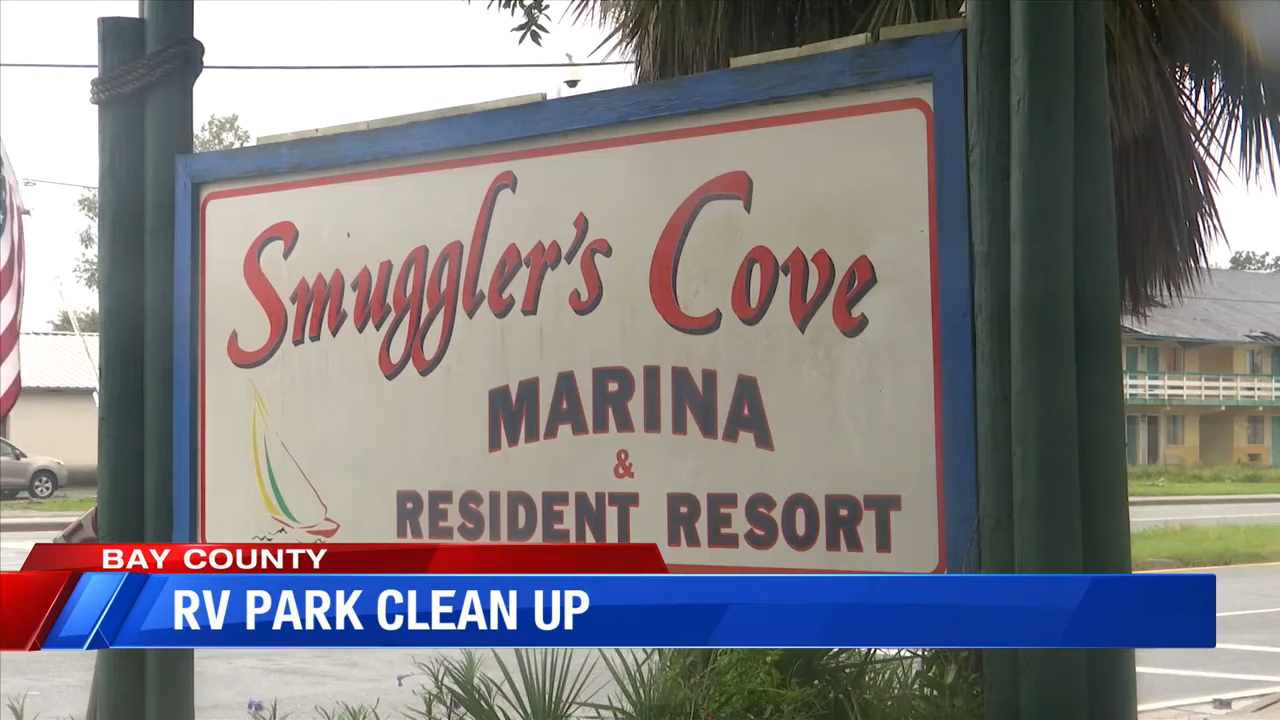 Smuggler's Cove
MARINA
&
RESIDENT RESORT
BAY COUNTY
RV PARK CLEAN UP